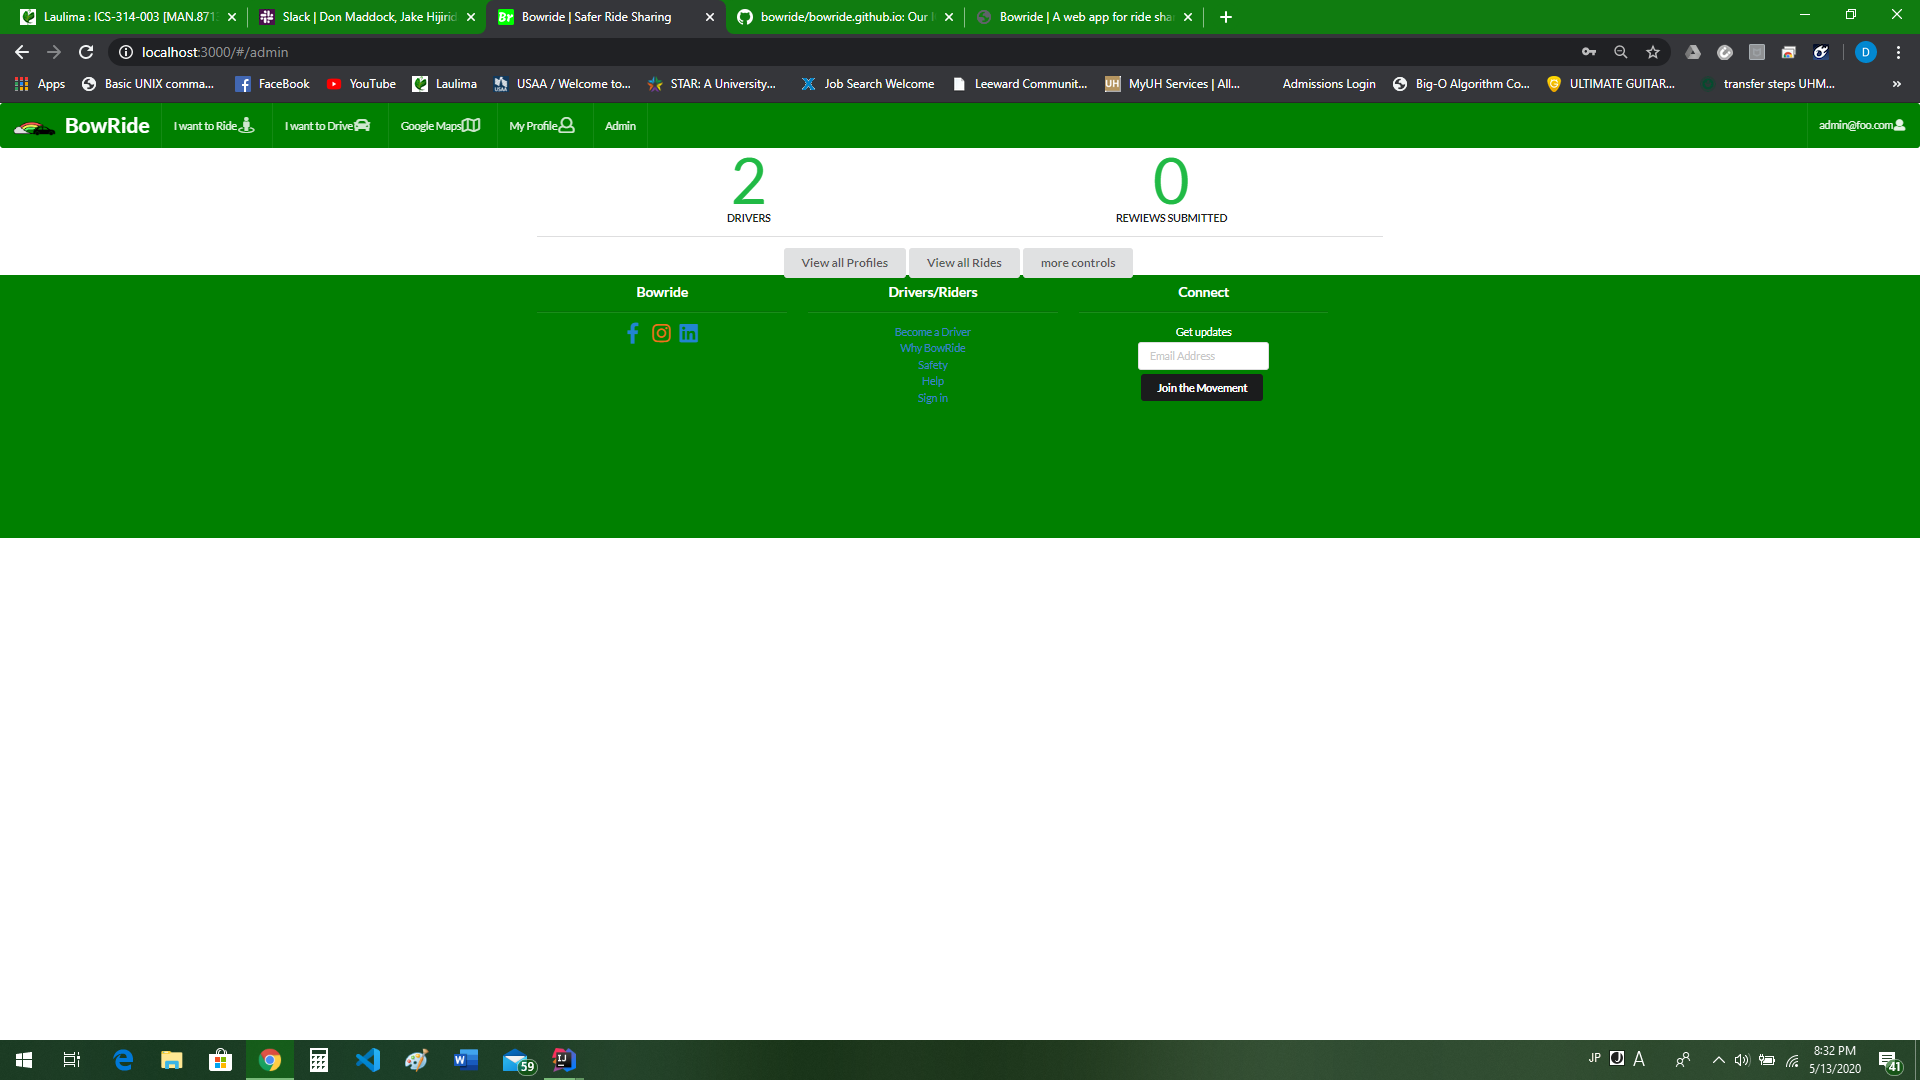 Laulima : ICS-314-003 [MAN.871
Slack | Don Maddock, Jake Hijirid
Br Bowride | Safer Ride Sharing
bowride/bowride.github.io: Our
Bowride | A web app for ride sha
localhost:3000/#/admin
D
Apps
Basic UNIX comma...
FaceBook
YouTube
Laulima
USAA / Welcome to...
STAR: A University...
Job Search Welcome
Leeward Communit...
UH MyUH Services | All...
Admissions Login
Big-O Algorithm Co...
ULTIMATE GUITAR...
transfer steps UHM...
»
BowRide
I want to Ride
I want to Drive
Google Maps
My Profile
Admin
admin@foo.com
2
DRIVERS
0
REWIEWS SUBMITTED
View all Profiles
View all Rides
more controls
Bowride
Drivers/Riders
Become a Driver
Why BowRide
Safety
Help
Sign in
Connect
Get updates
Email Address
Join the Movement
59
JP
J
A
8:32 PM
5/13/2020
41